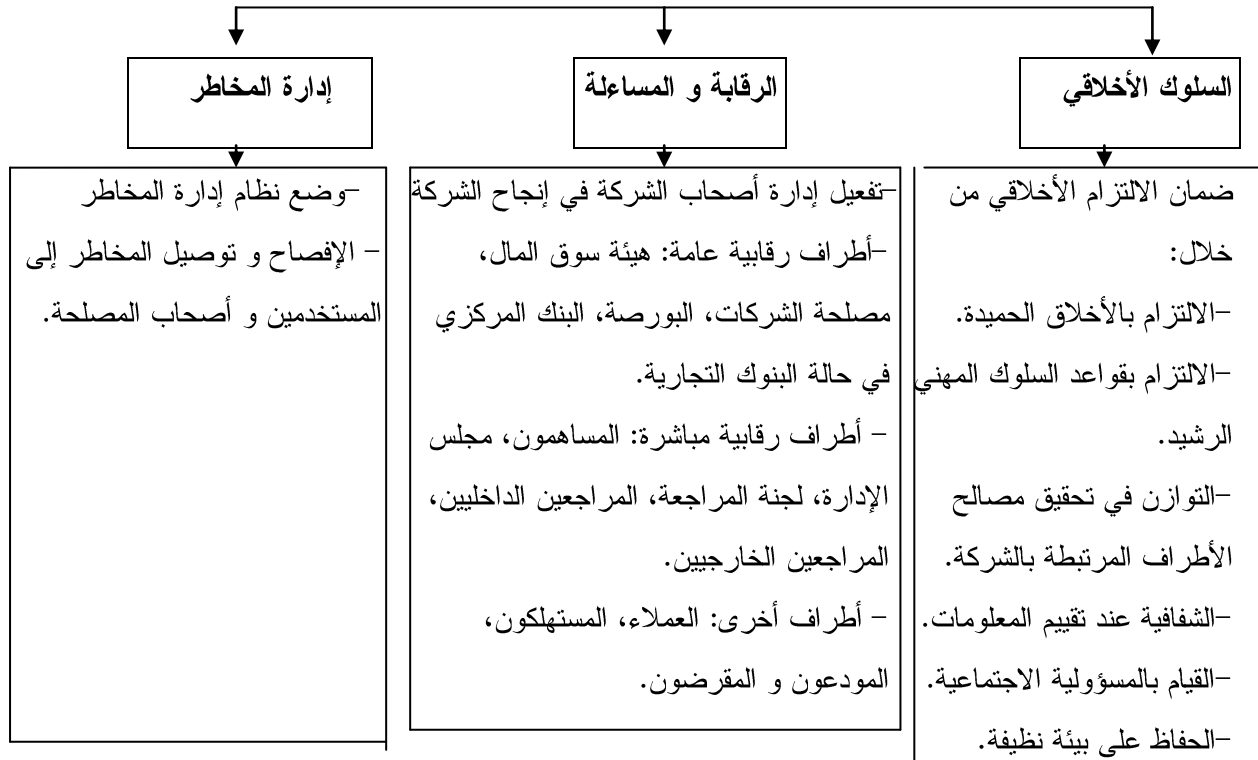 السلوك الأخلاقي
الرقابة و المساءلة
إدارة المخاطر
ضمان الالتزام الأخلاقي من
خلال:
-الالتزام بالأخلاق الحميدة.
-الالتزام بقواعد السلوك المهني
الرشيد.
-التوازن في تحقيق مصالح
الأطراف المرتبطة بالشركة.
-الشفافية عند تقييم المعلومات.
-القيام بالمسؤولية الاجتماعية.
-الحفاظ على بيئة نظيفة.
-تفعيل إدارة أصحاب الشركة في إنجاح الشركة
-أطراف رقابية عامة: هيئة سوق المال،
مصلحة الشركات، البورصة، البنك المركزي
في حالة البنوك التجارية.
- أطراف رقابية مباشرة: المساهمون، مجلس
الإدارة، لجنة المراجعة، المراجعين الداخليين،
المراجعين الخارجيين.
- أطراف أخرى: العملاء، المستهلكون،
المودعون و المقرضون.
-وضع نظام إدارة المخاطر
- الإفصاح و توصيل المخاطر إلى
المستخدمين و أصحاب المصلحة.